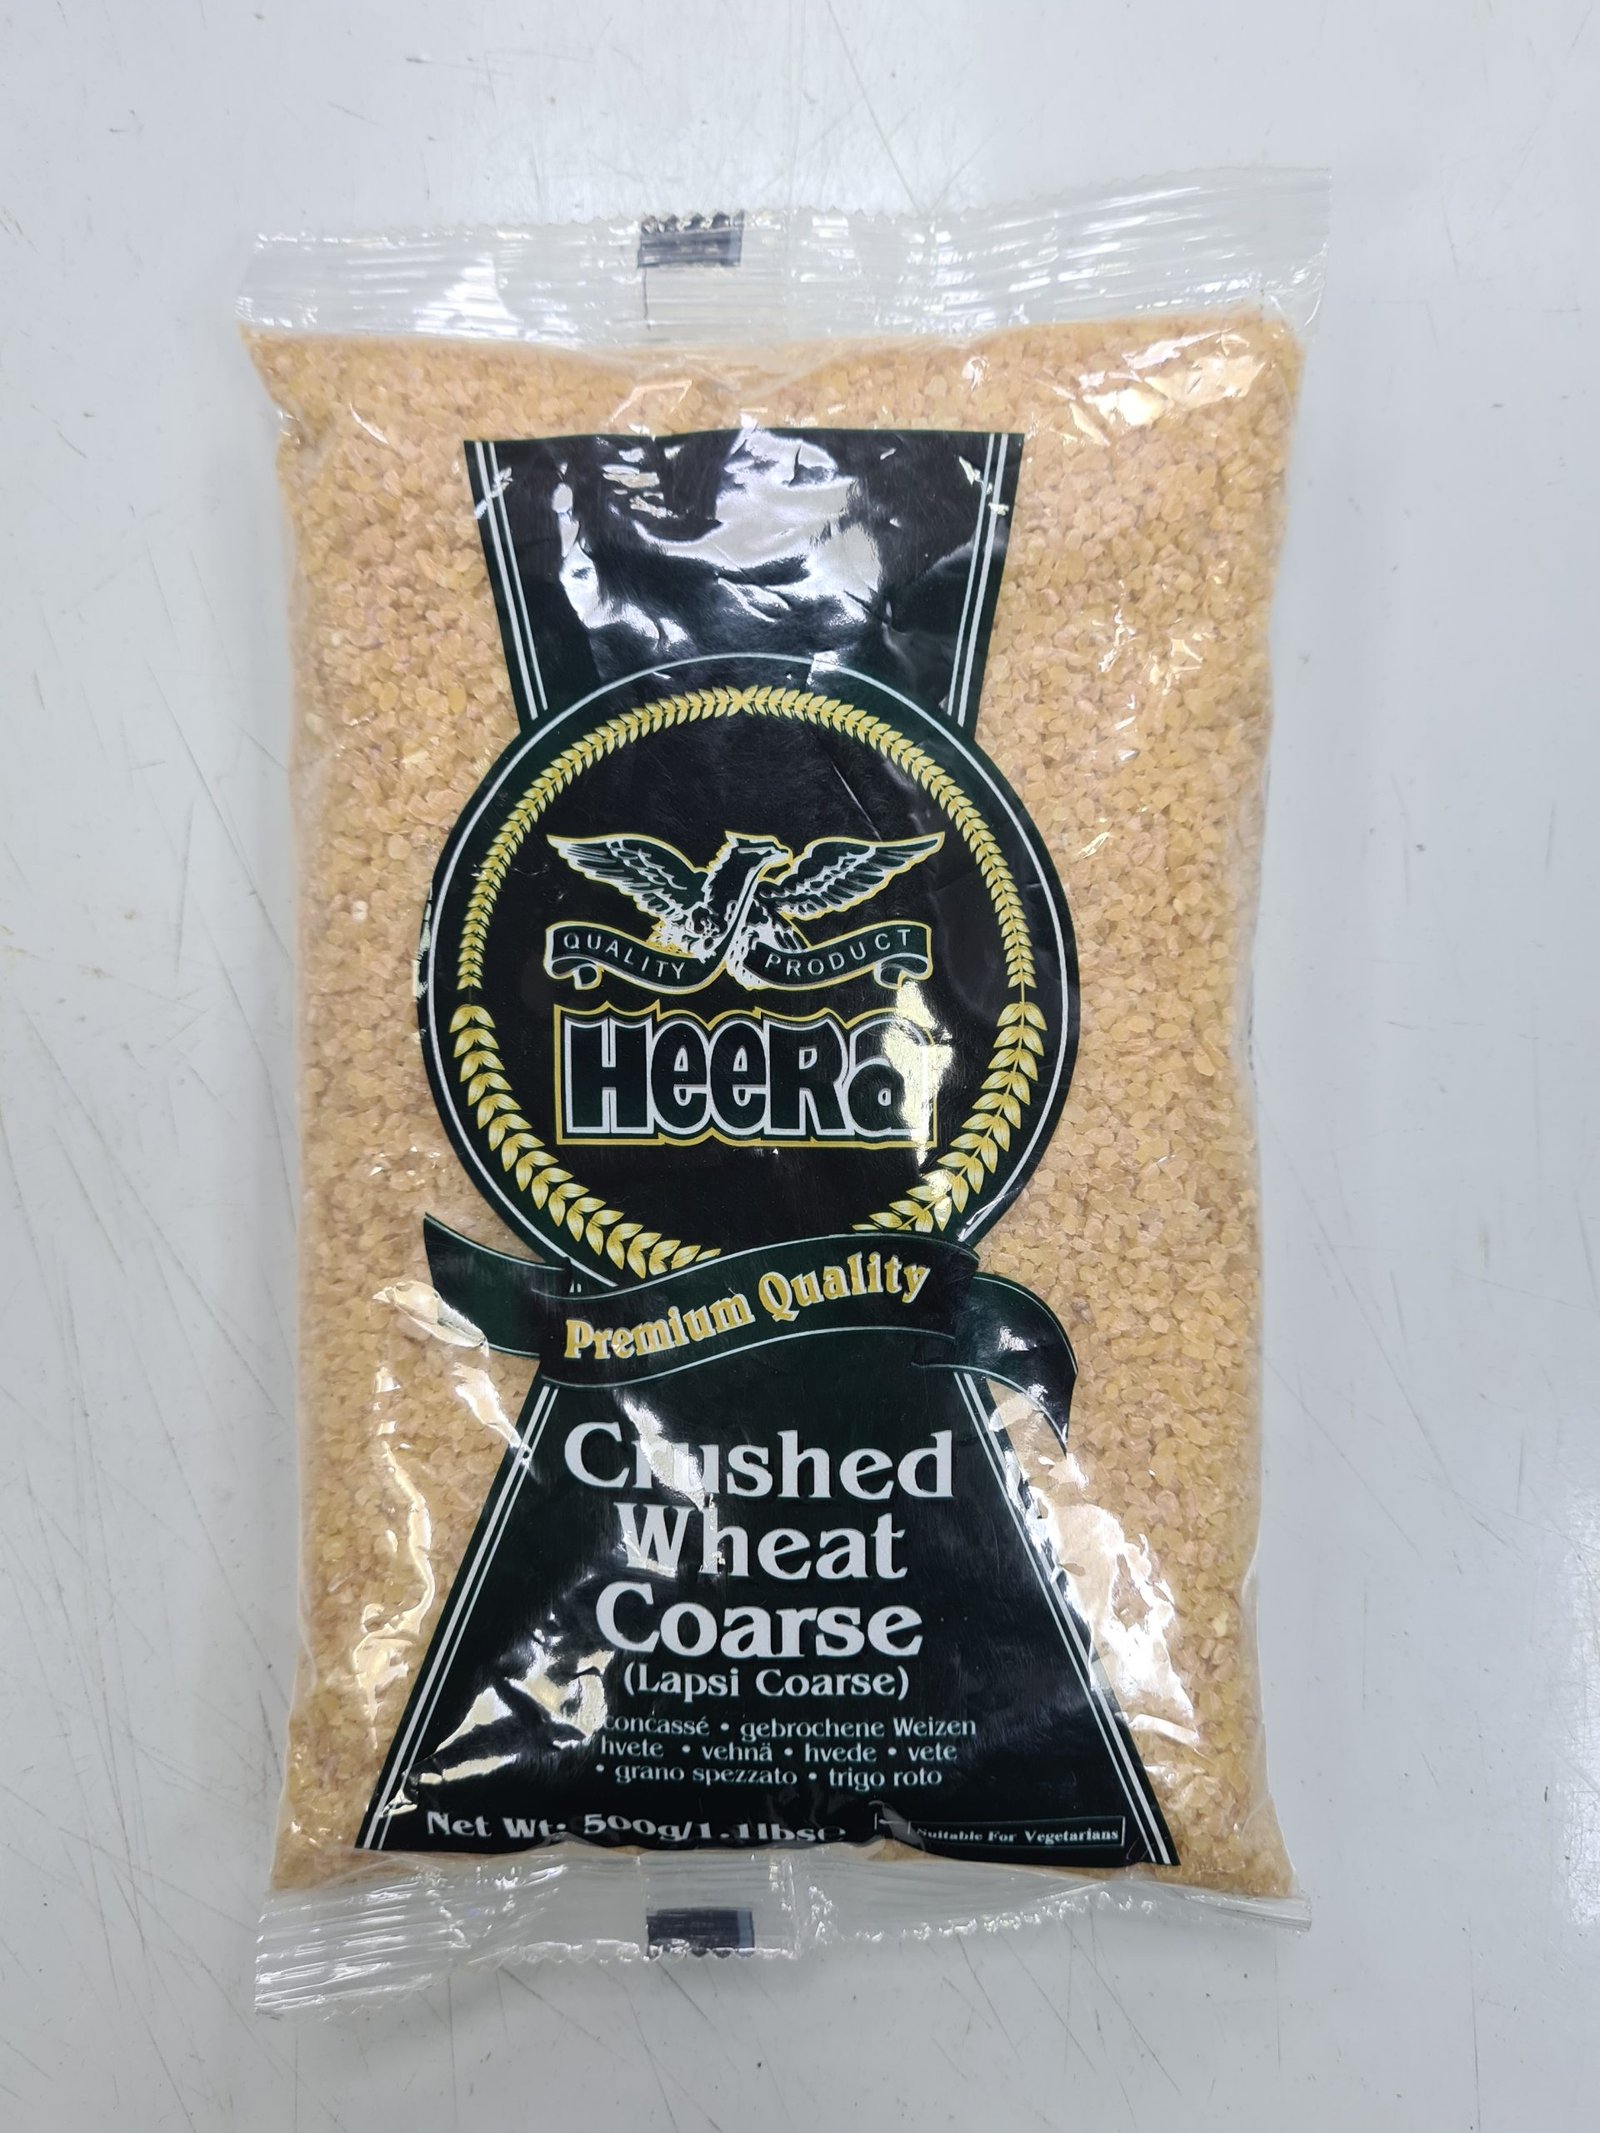 QUALITY PRODUCT
HeeRa
Premium Quality
Crushed
Wheat
Coarse
(Lapsi Coarse)
concassé • gebrochene Weizen
hvete • vehnä • hvede • vete
• grano spezzato • trigo roto
Net Wt: 500g/1.1lbs℮
Suitable For Vegetarians